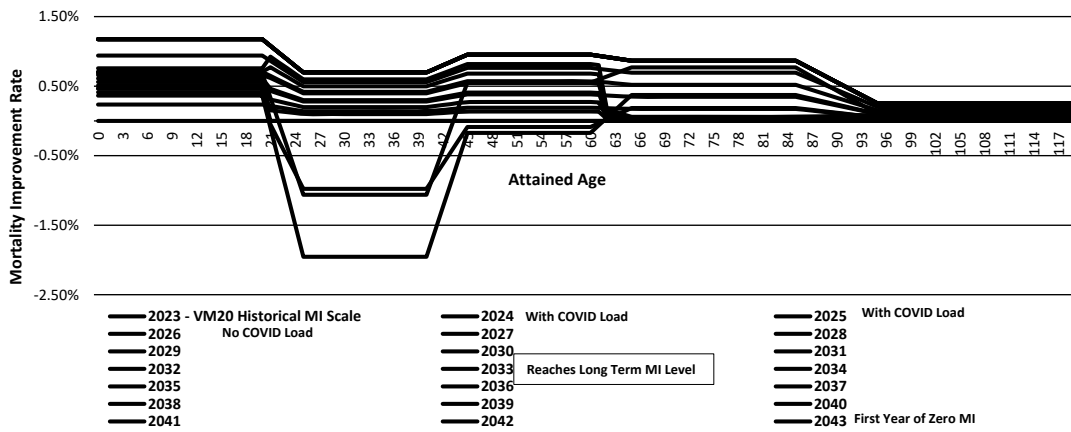 1.50%
0.50%
-0.50%
-1.50%
-2.50%
Mortality Improvement Rate
0 3 6 9 12 15 18 21 24 27 30 33 36 39 42 45 48 51 54 57 60 63 66 69 72 75 78 81 84 87 90 93 96 99 102 105 108 111 114 117
Attained Age
2023 - VM20 Historical MI Scale
No COVID Load
2024 With COVID Load
2025 With COVID Load
2026
2027
2028
2029
2030
2031
2032
2033 Reaches Long Term MI Level
2034
2035
2036
2037
2038
2039
2040
2041
2042
2043 First Year of Zero MI